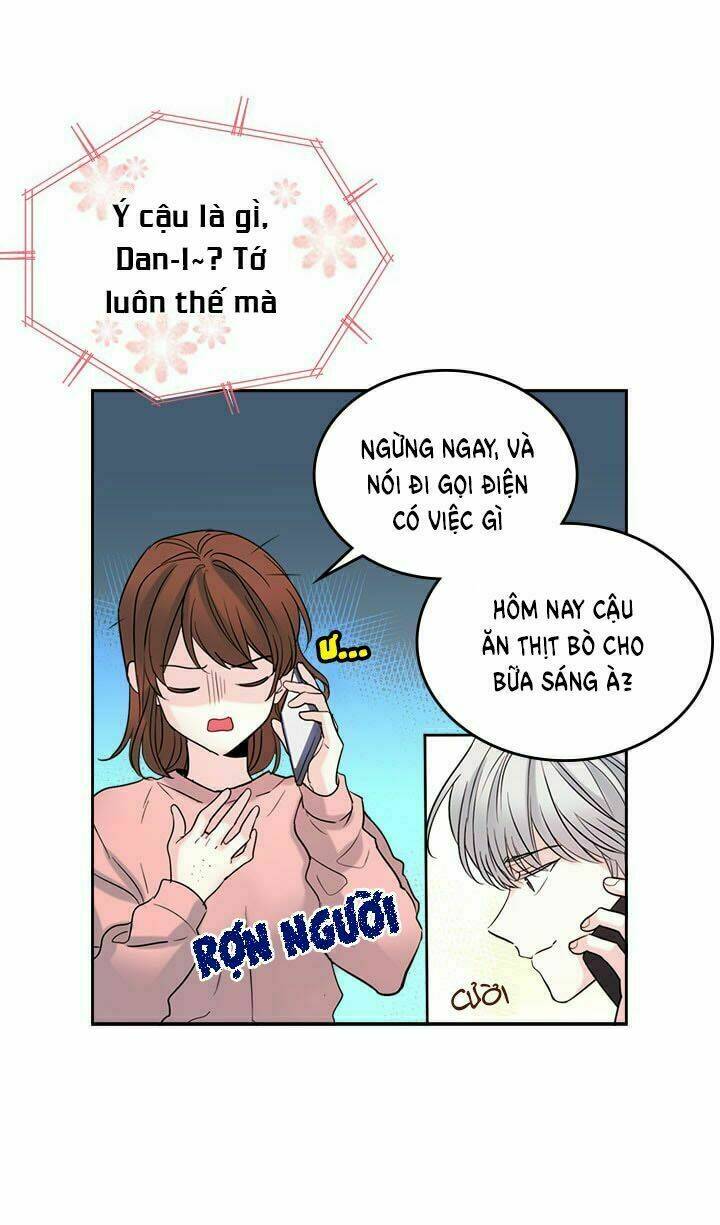 Ý cậu là gì,
Dan-I~? Tớ
luôn thế mà
NGỪNG NGAY, VÀ
NÓI ĐI GỌI ĐIỆN
CÓ VIỆC GÌ
HÔM NAY CẬU
ĂN THỊT BÒ CHO
BỮA SÁNG À?
Ư...
RỢN NGƯỜI
CƯỜI